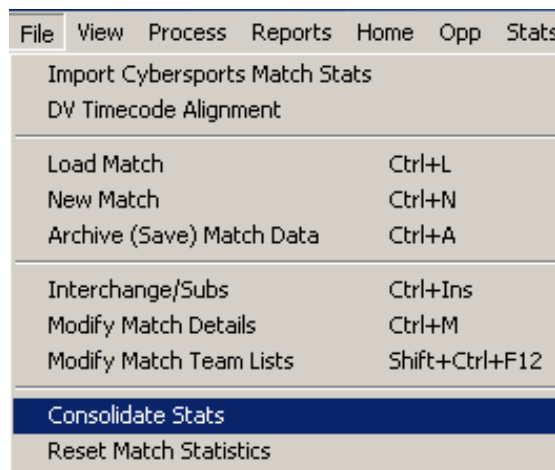 File View Process Reports Home Opp Stats
Import Cybersports Match Stats
DV Timecode Alignment
Load Match Ctrl+L
New Match Ctrl+N
Archive (Save) Match Data Ctrl+A
Interchange/Subs Ctrl+Ins
Modify Match Details Ctrl+M
Modify Match Team Lists Shift+Ctrl+F12
Consolidate Stats
Reset Match Statistics